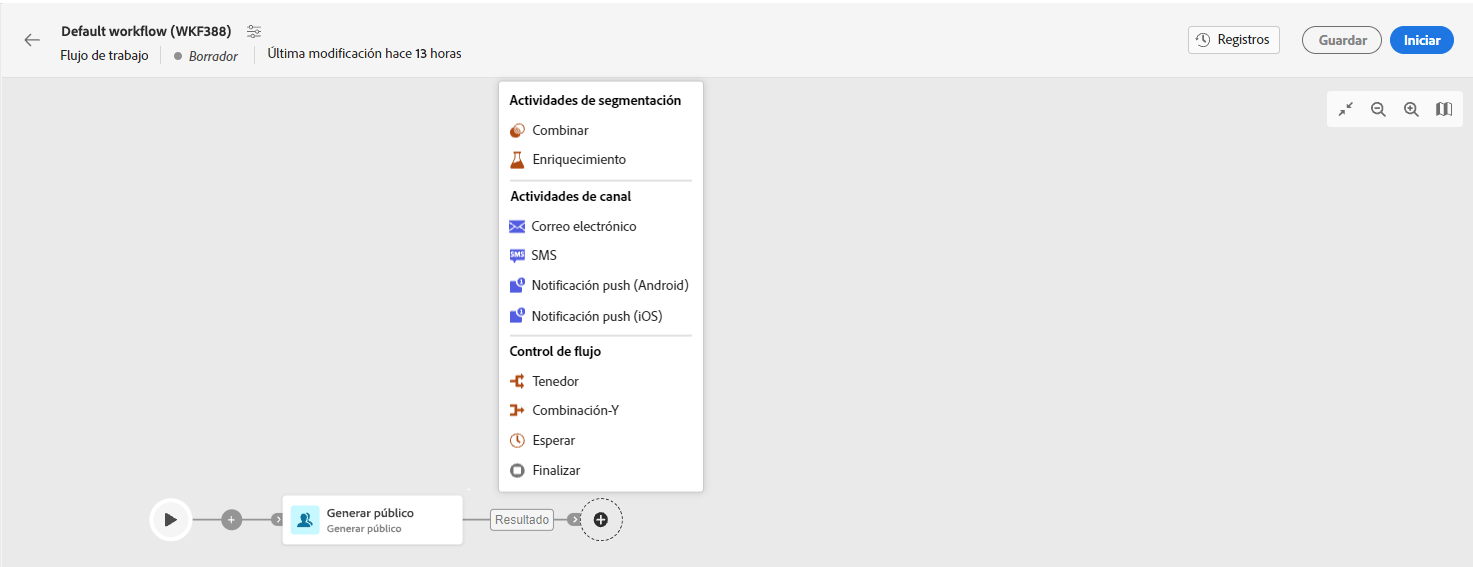 Default workflow (WKF388)
Flujo de trabajo
Borrador
Última modificación hace 13 horas
Registros
Guardar
Iniciar
Actividades de segmentación
Combinar
Enriquecimiento
Actividades de canal
Correo electrónico
SMS
SMS
Notificación push (Android)
Notificación push (iOS)
Control de flujo
Tenedor
Combinación-Y
Esperar
Finalizar
Generar público
Generar público
Resultado